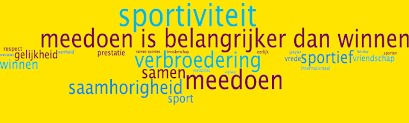 sportiviteit
meedoen is belangrijker dan winnen
respect
gelijkheid prestatie verbroedering vrede sportief vriendschap
winnen samen meedoen
saamhorigheid
sport